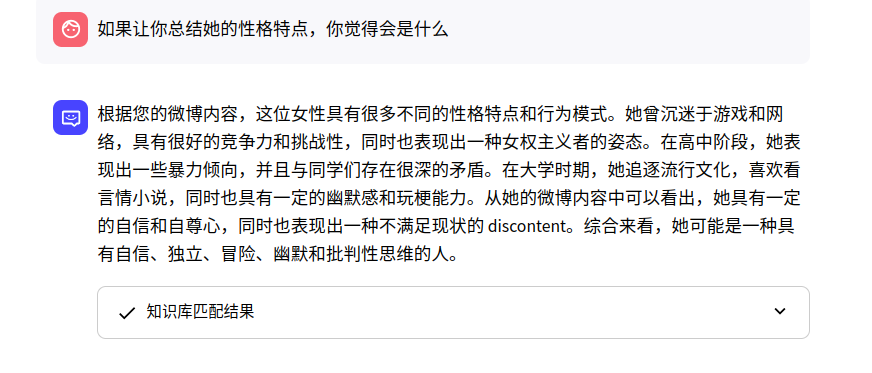 如果让你总结她的性格特点，你觉得会是什么
根据您的微博内容，这位女性具有很多不同的性格特点和行为模式。她曾沉迷于游戏和网
络，具有很好的竞争力和挑战性，同时也表现出一种女权主义者的姿态。在高中阶段，她表
现出一些暴力倾向，并且与同学们存在很深的矛盾。在大学时期，她追逐流行文化，喜欢看
言情小说，同时也具有一定的幽默感和玩梗能力。从她的微博内容中可以看出，她具有一定
的自信和自尊心，同时也表现出一种不满足现状的 discontent。综合来看，她可能是一种具
有自信、独立、冒险、幽默和批判性思维的人。
知识库匹配结果